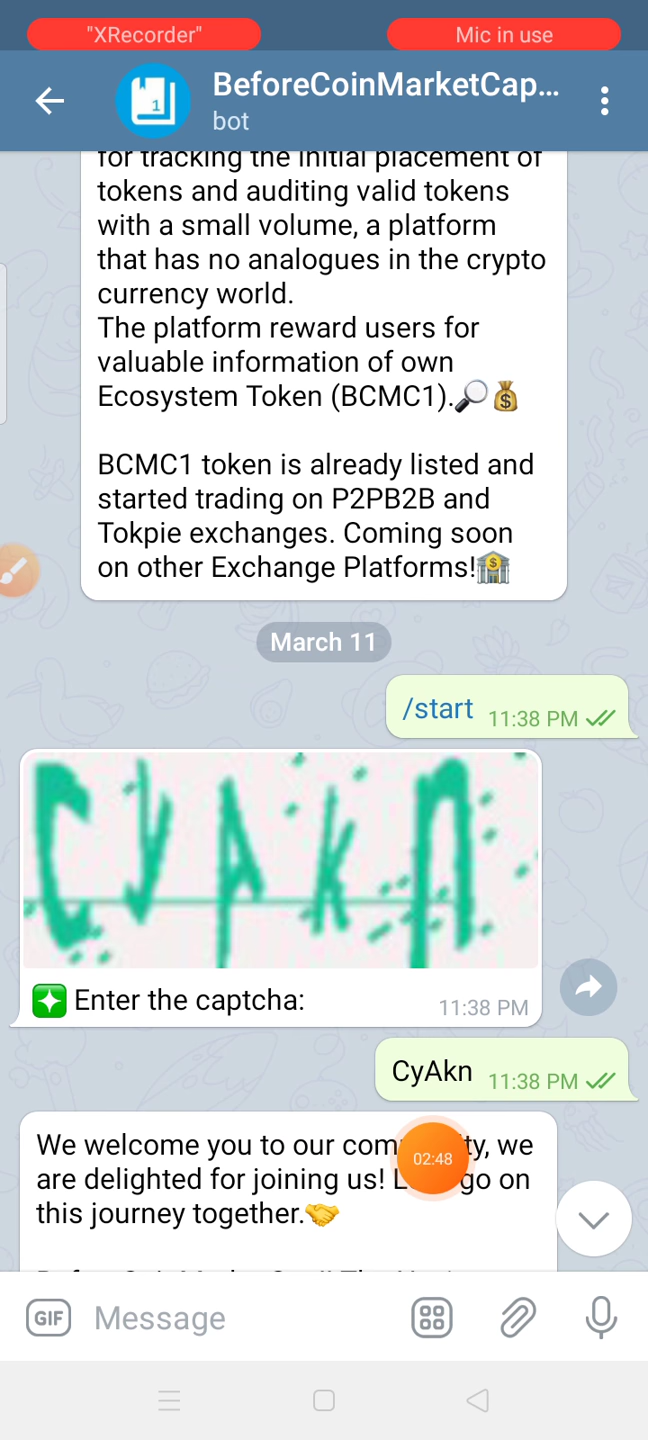 "XRecorder"
Mic in use
BeforeCoinMarketCap...
bot
for tracking the initial placement of
tokens and auditing valid tokens
with a small volume, a platform
that has no analogues in the crypto
currency world.
The platform reward users for
valuable information of own
Ecosystem Token (BCMC1).🔎💰
BCMC1 token is already listed and
started trading on P2PB2B and
Tokpie exchanges. Coming soon
on other Exchange Platforms!🏦
March 11
/start 11:38 PM
CyAkn
Enter the captcha:
11:38 PM
CyAkn 11:38 PM
We welcome you to our com ty, we
are delighted for joining us! go on
this journey together.🤝
02:48
GIF Message